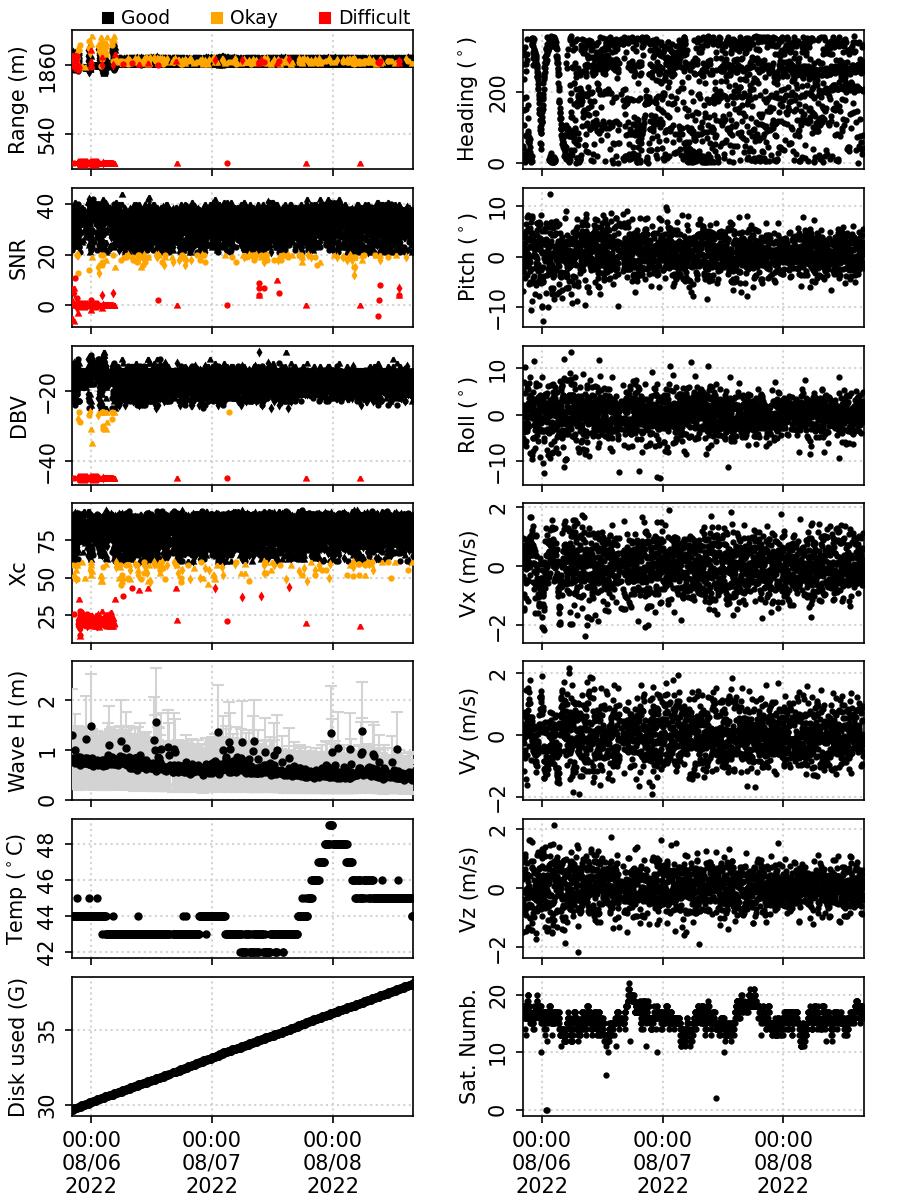 Good Okay Difficult
Range (m)
1860
540
Heading (°)
200
0
SNR
40
20
0
Pitch (°)
10
0
−10
DBV
−20
−40
Roll (°)
10
0
−10
Xc
75
50
25
Vx (m/s)
2
0
−2
Wave H (m)
2
1
0
Vy (m/s)
2
0
−2
Temp (°C)
48
46
44
42
Vz (m/s)
2
0
−2
Disk used (G)
35
30
Sat. Numb.
20
10
0
00:00 00:00 00:00
08/06 08/07 08/08
2022 2022 2022
00:00 00:00 00:00
08/06 08/07 08/08
2022 2022 2022